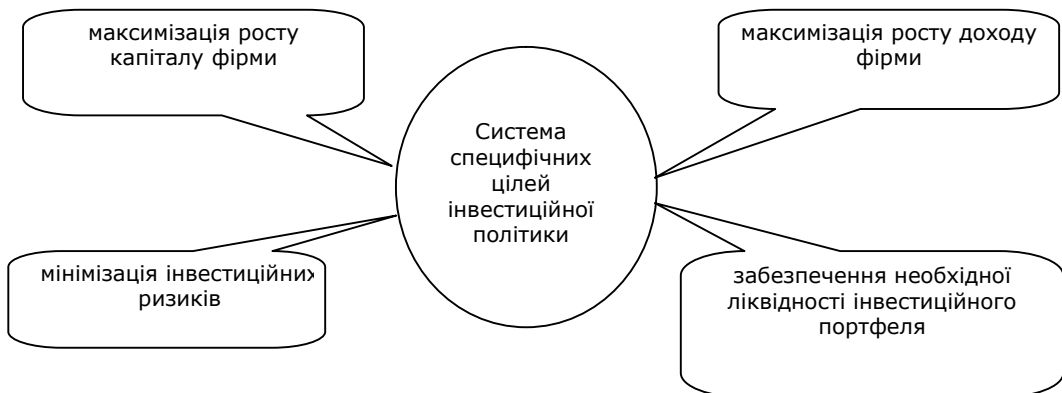 максимізація росту
капіталу фірми
максимізація росту доходу
фірми
Система
специфічних
цілей
інвестиційної
політики
мінімізація інвестиційних
ризиків
забезпечення необхідної
ліквідності інвестиційного
портфеля